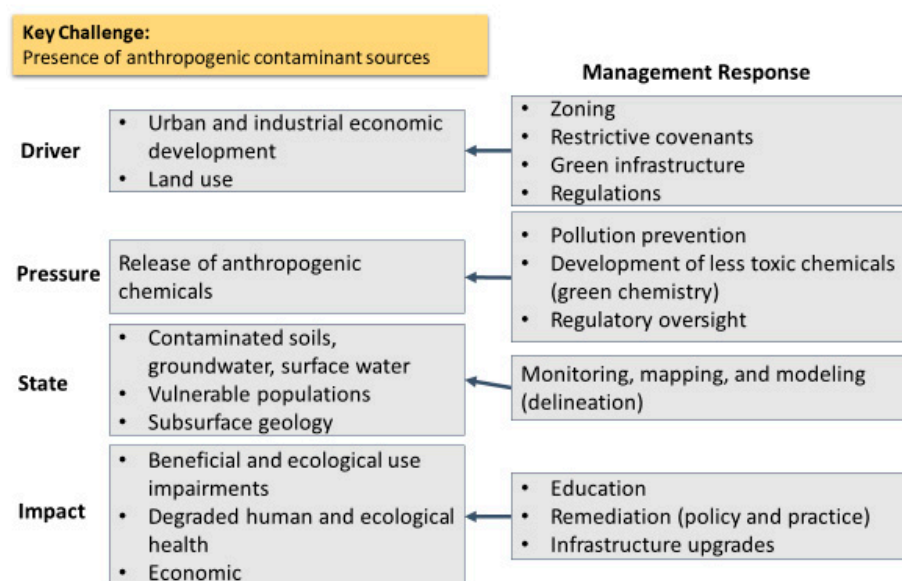 Key Challenge:
Presence of anthropogenic contaminant sources
Management Response
Driver
• Urban and industrial economic
development
• Land use
• Zoning
• Restrictive covenants
• Green infrastructure
• Regulations
Pressure
Release of anthropogenic
chemicals
• Pollution prevention
• Development of less toxic chemicals
(green chemistry)
• Regulatory oversight
State
• Contaminated soils,
groundwater, surface water
• Vulnerable populations
• Subsurface geology
Monitoring, mapping, and modeling
(delineation)
Impact
• Beneficial and ecological use
impairments
• Degraded human and ecological
health
• Economic
• Education
• Remediation (policy and practice)
• Infrastructure upgrades